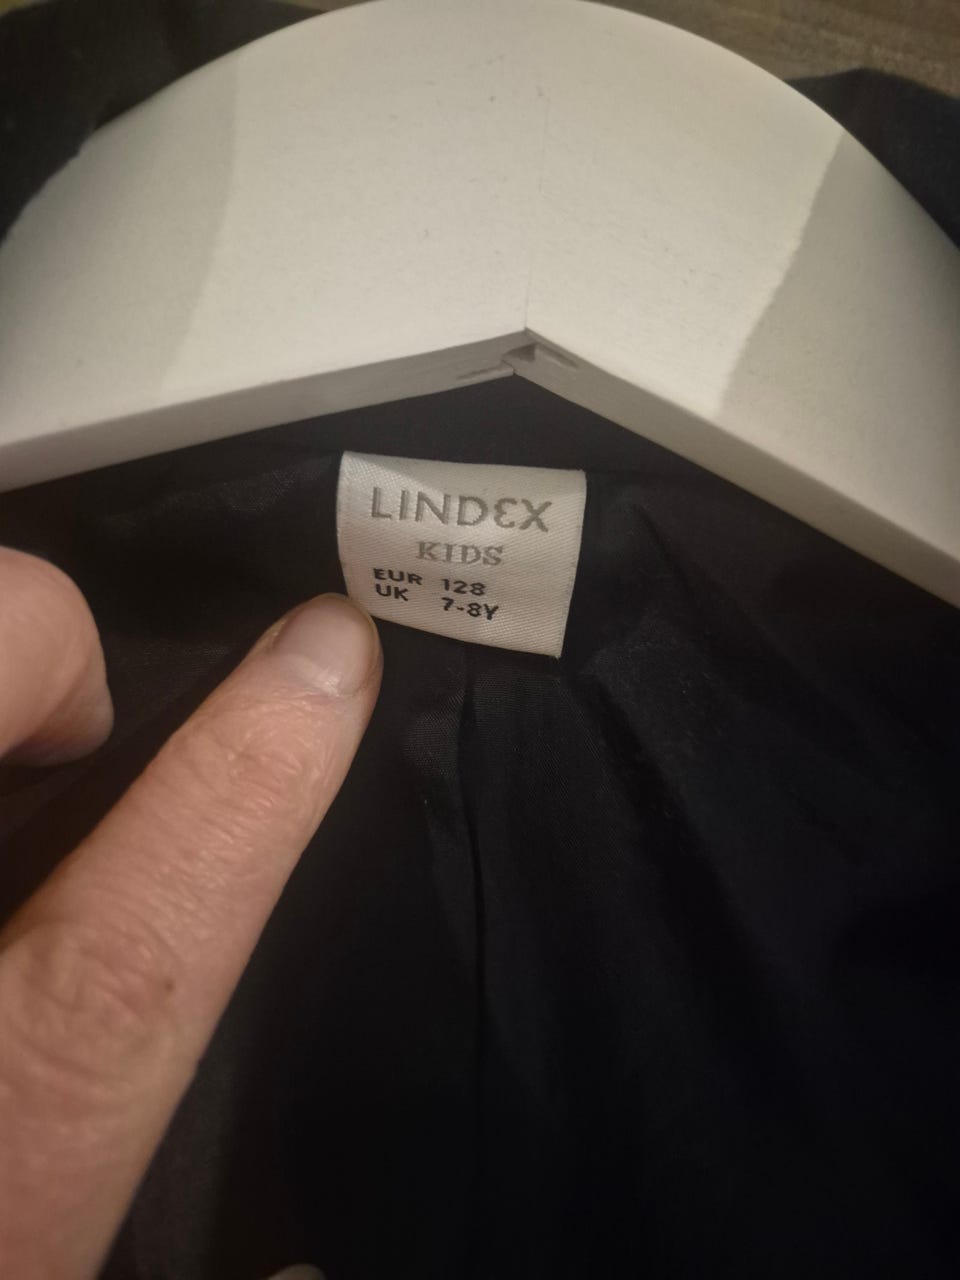 LINDEX
KIDS
EUR 128
UK 7-8Y